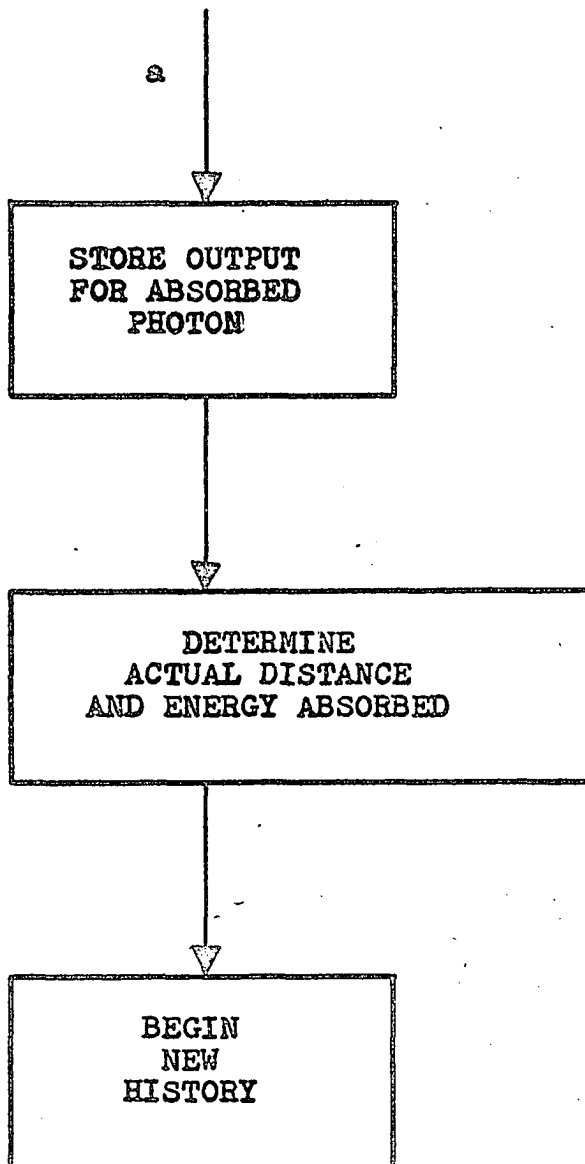 a
STORE OUTPUT
FOR ABSORBED
PHOTON
DETERMINE
ACTUAL DISTANCE
AND ENERGY ABSORBED
BEGIN
NEW
HISTORY